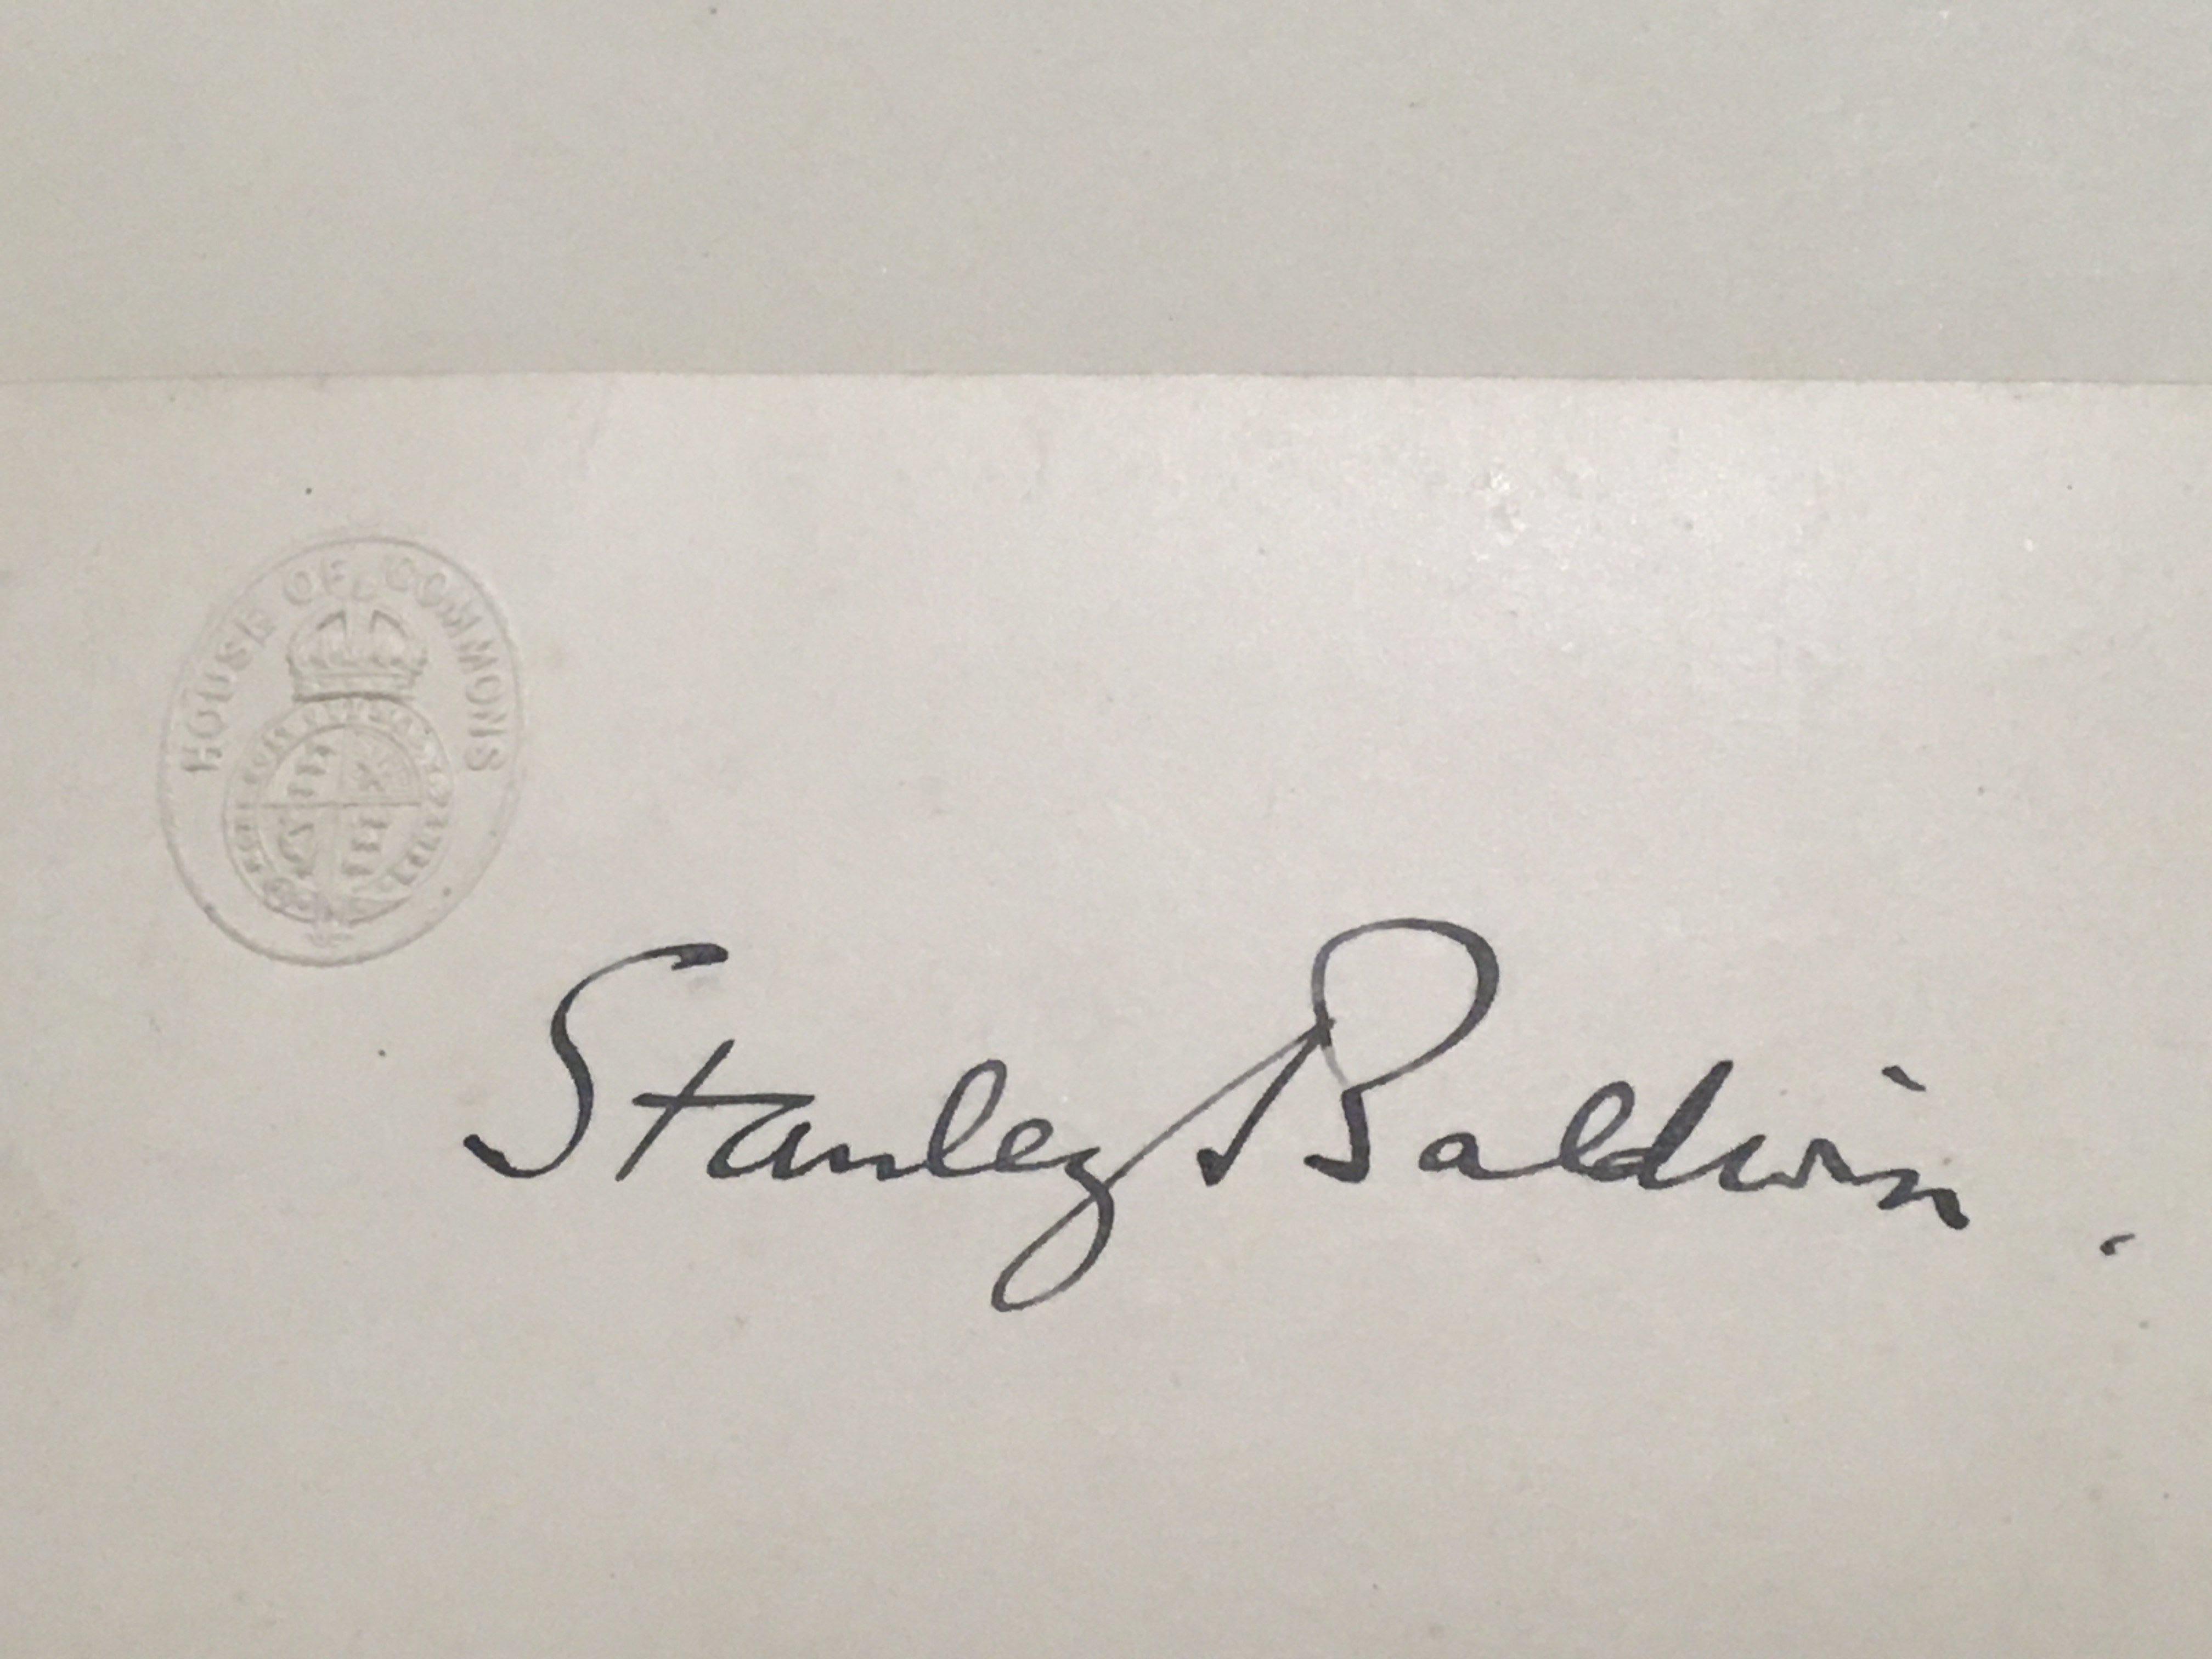 HOUSE OF COMMONS
Stanley Baldwin.